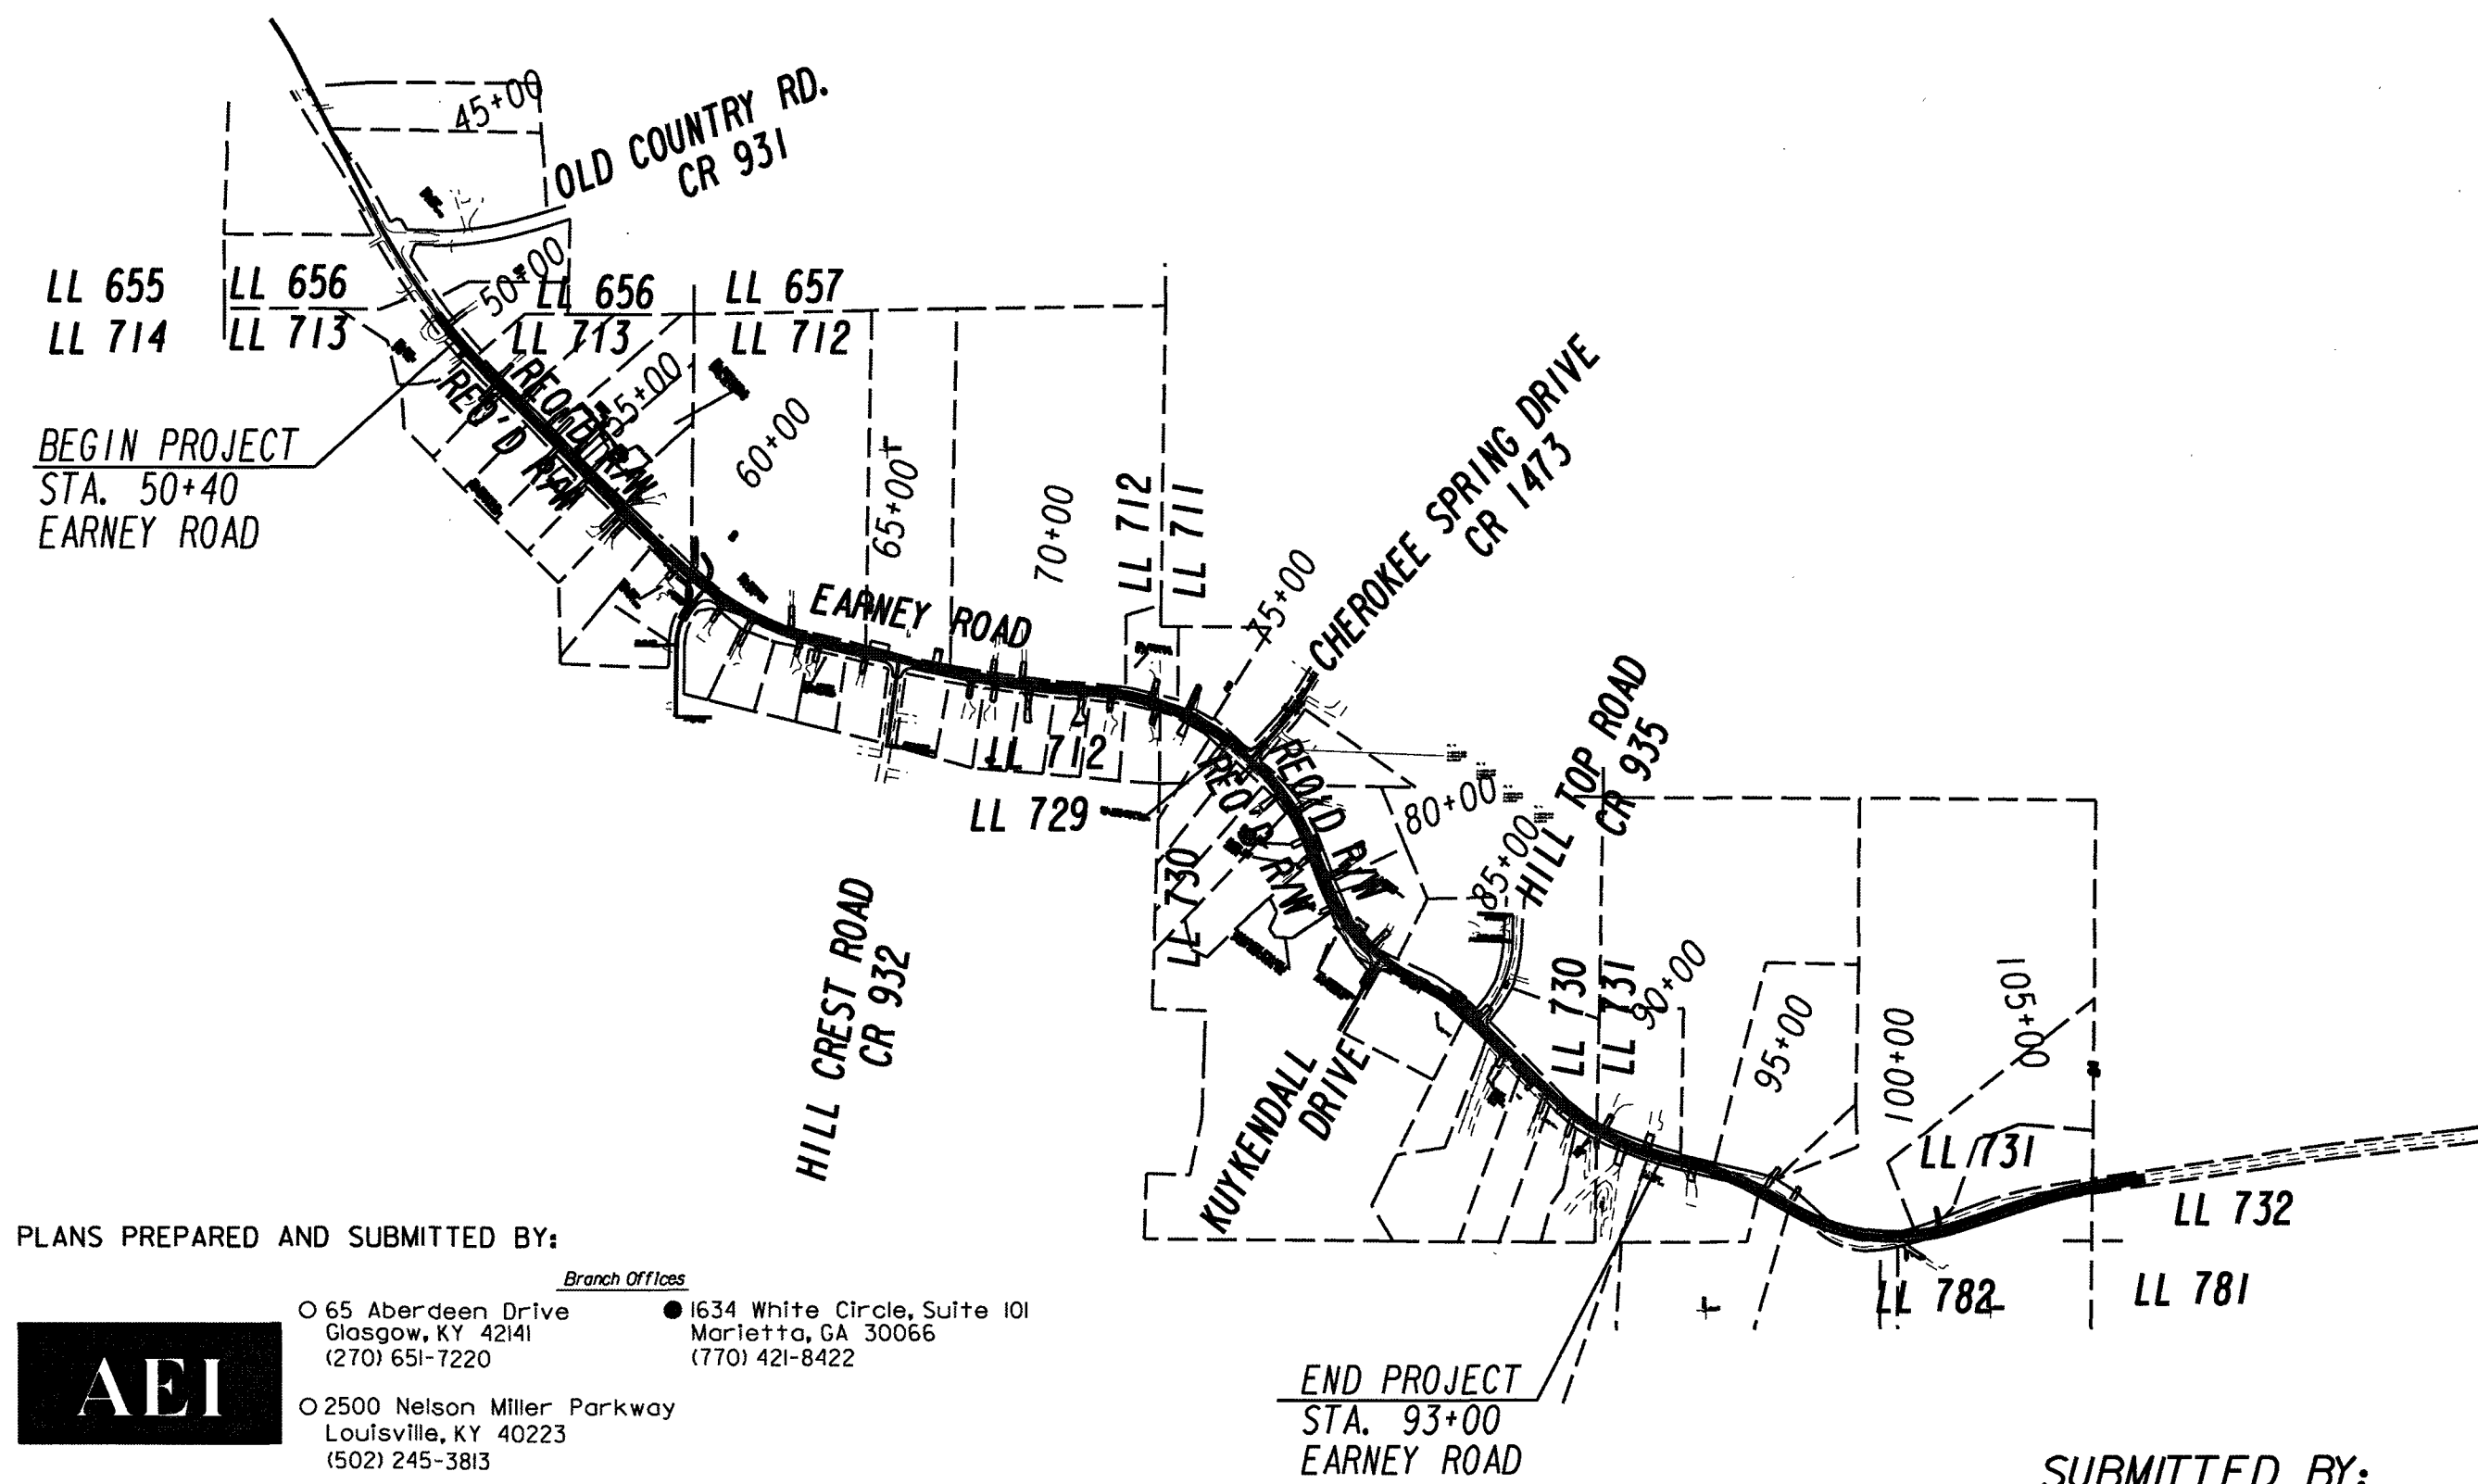 45+00
OLD COUNTRY RD.
CR 931
50+00
LL 655
LL 656
LL 656
LL 657
LL 714
LL 713
LL 713
LL 712
REQ'D R/W
REQ'D R/W
55+00
60+00
65+00
70+00
LL 712
LL 711
75+00
CHEROKEE SPRING DRIVE
CR 1473
BEGIN PROJECT
STA. 50+40
EARNEY ROAD
EARNEY ROAD
LL 712
LL 729
REQ'D R/W
REQ'D R/W
80+00
HILL TOP ROAD
CR 935
85+00
LL 730
HILL CREST ROAD
CR 932
KUYKENDALL
DRIVE
LL 730
LL 731
90+00
95+00
100+00
105+00
LL 731
LL 732
LL 782
LL 781
END PROJECT
STA. 93+00
EARNEY ROAD
PLANS PREPARED AND SUBMITTED BY:
Branch Offices
AEI
65 Aberdeen Drive
Glasgow, KY 42141
(270) 651-7220
2500 Nelson Miller Parkway
Louisville, KY 40223
(502) 245-3813
1634 White Circle, Suite 101
Marietta, GA 30066
(770) 421-8422
SUBMITTED BY: